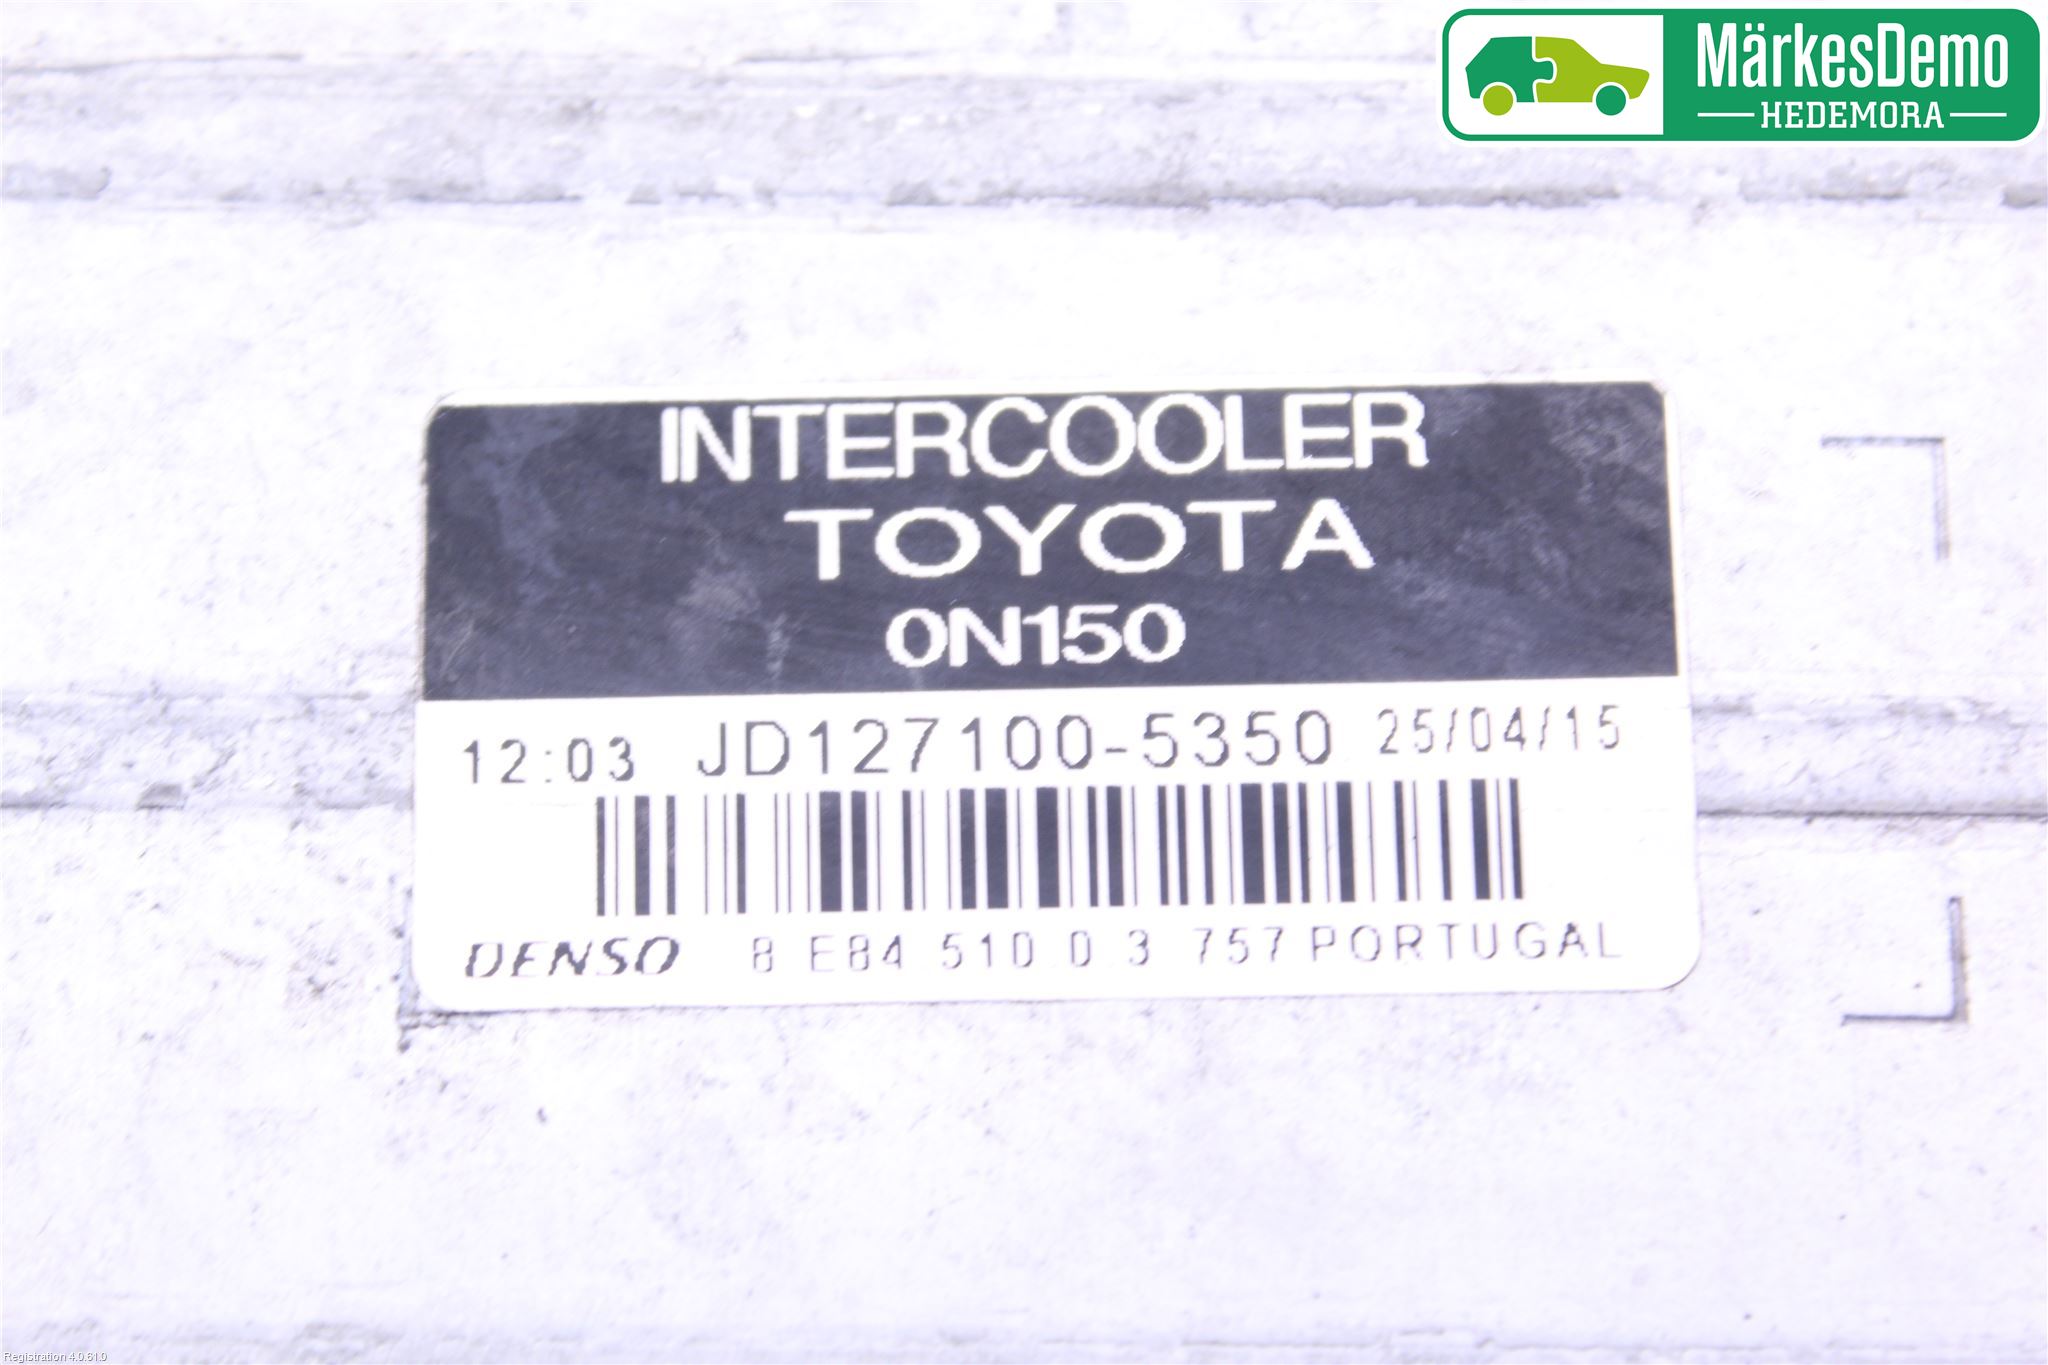 MärkesDemo
HEDEMORA
INTERCOOLER
TOYOTA
0N150
12:03 JD127100-5350 25/04/15
DENSO 8 E84 510 0 3 757 PORTUGAL
Registration 4.0.61.0